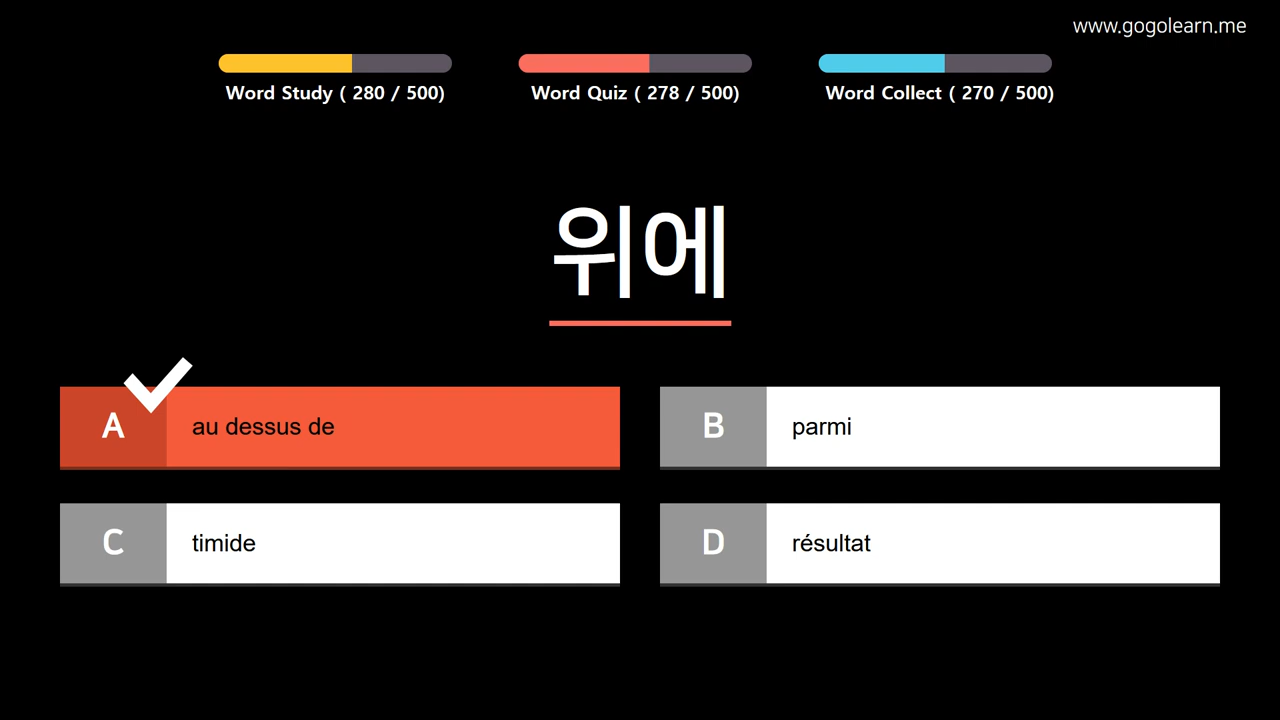 www.gogolearn.me
Word Study ( 280 / 500)
Word Quiz ( 278 / 500)
Word Collect ( 270 / 500)
위에
A au dessus de
B parmi
C timide
D résultat